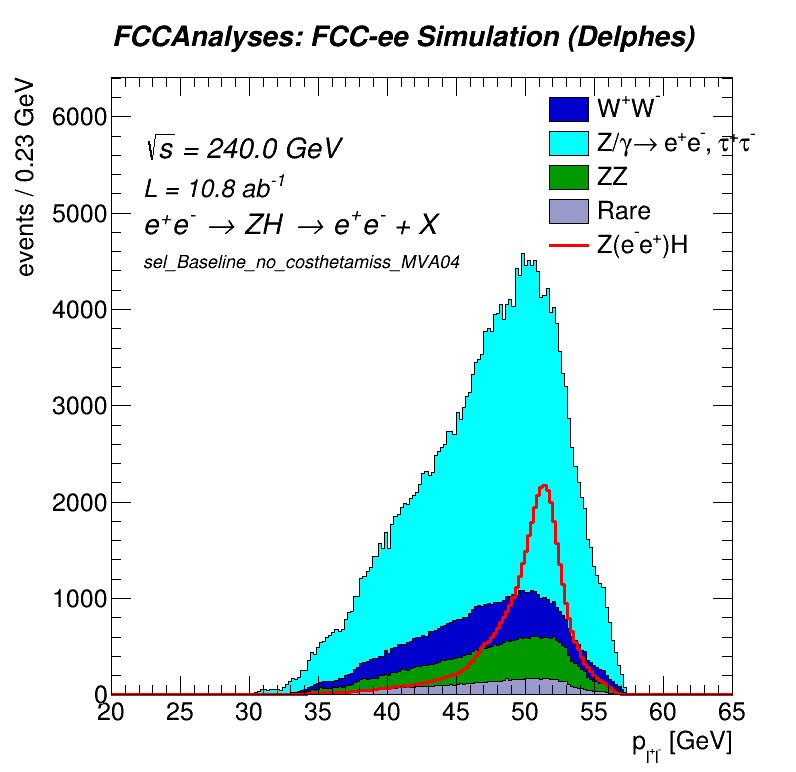 FCCAnalyses: FCC-ee Simulation (Delphes)
events / 0.23 GeV
6000
5000
4000
3000
2000
1000
0
√s = 240.0 GeV
L = 10.8 ab⁻¹
e⁺e⁻ → ZH → e⁺e⁻ + X
sel_Baseline_no_costhetamiss_MVA04
W⁺W⁻
Z/γ→ e⁺e⁻, τ⁺τ⁻
ZZ
Rare
Z(e⁻e⁺)H
20 25 30 35 40 45 50 55 60 65
p_l⁺l⁻ [GeV]